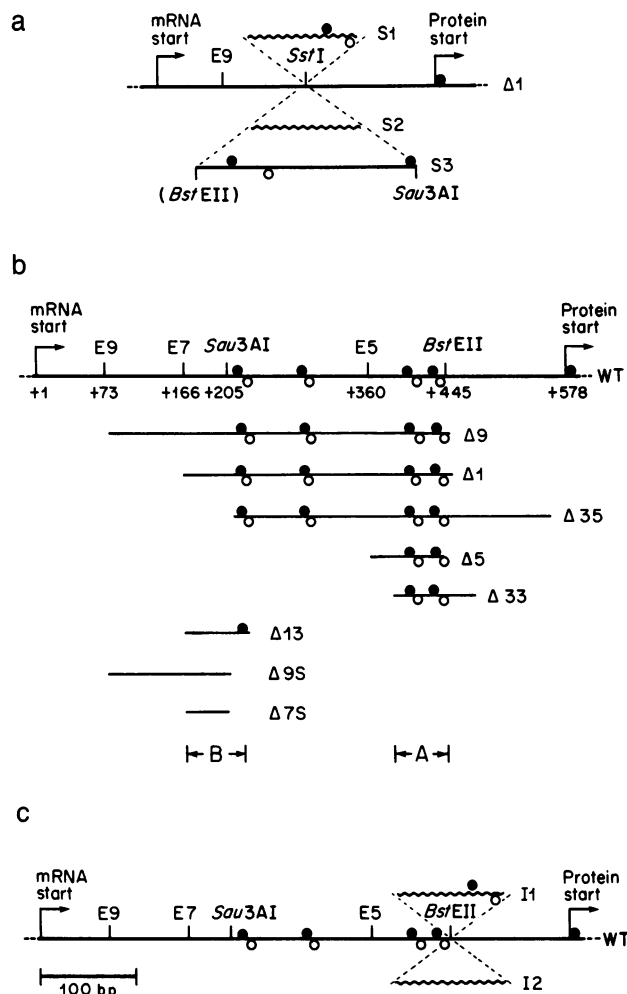 a
mRNA start
E9
SstI
S1
Protein start
Δ1
S2
S3
(BstEII)
Sau3AI
b
mRNA start
E9
E7
Sau3AI
E5
BstEII
Protein start
WT
+1
+73
+166
+205
+360
+445
+578
Δ9
Δ1
Δ35
Δ5
Δ33
Δ13
Δ9S
Δ7S
B
A
c
mRNA start
E9
E7
Sau3AI
E5
BstEII
I1
Protein start
WT
100 bp
I2